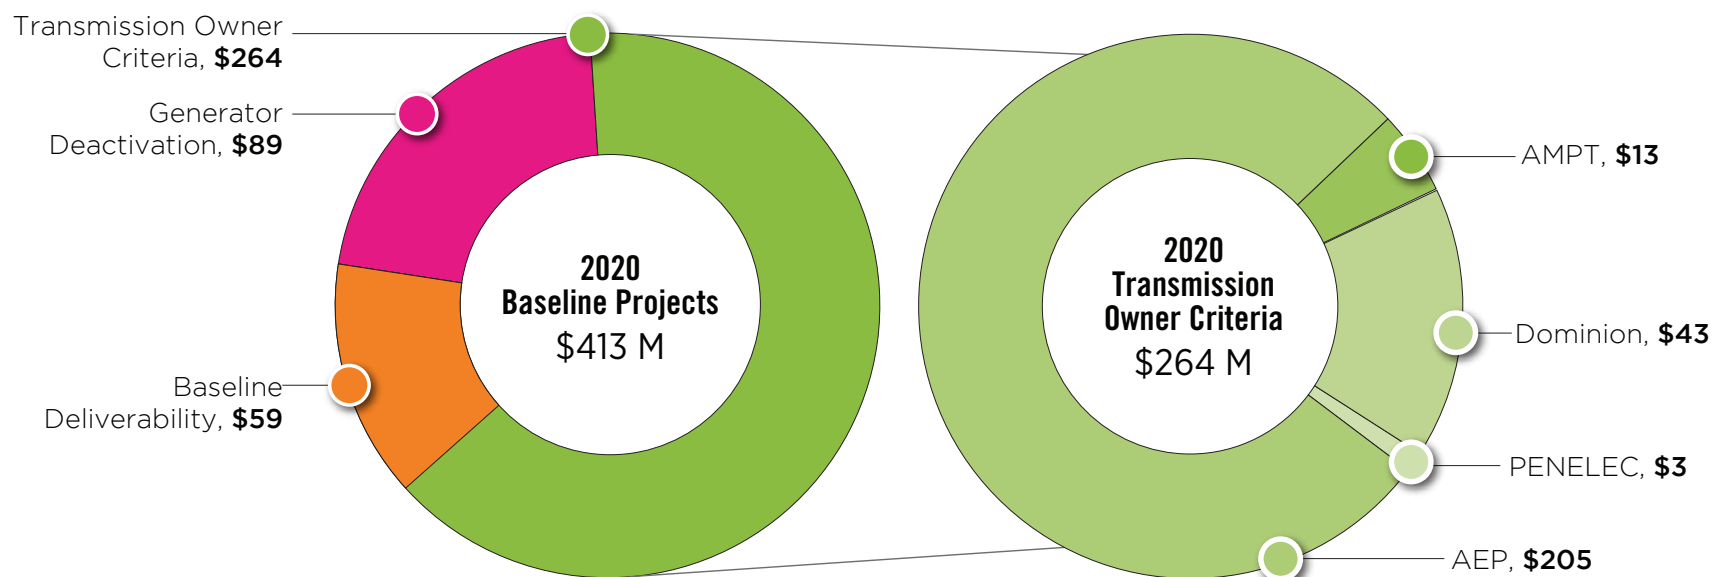 Transmission Owner
Criteria, $264
Generator
Deactivation, $89
Baseline
Deliverability, $59
2020
Baseline Projects
$413 M
2020
Transmission
Owner Criteria
$264 M
AMPT, $13
Dominion, $43
PENELEC, $3
AEP, $205